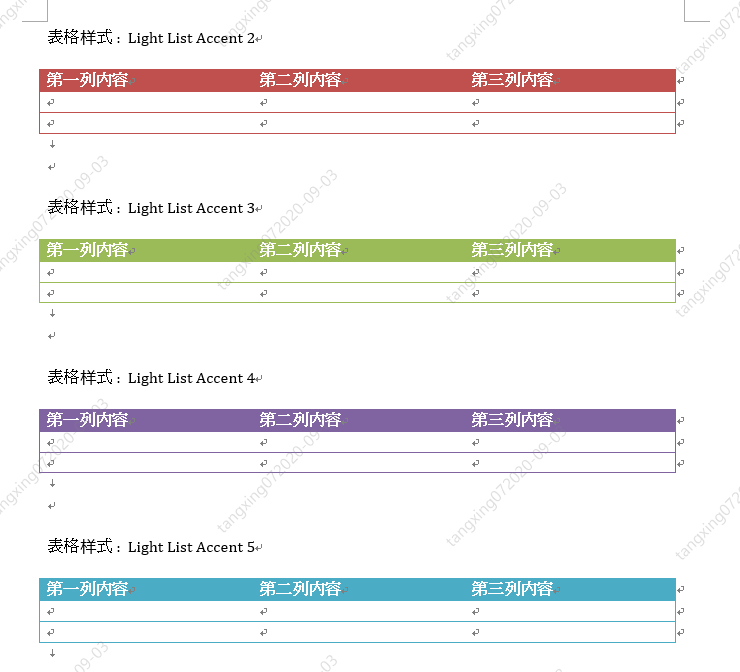 表格样式：Light List Accent 2
第一列内容 第二列内容 第三列内容
表格样式：Light List Accent 3
第一列内容 第二列内容 第三列内容
表格样式：Light List Accent 4
第一列内容 第二列内容 第三列内容
表格样式：Light List Accent 5
第一列内容 第二列内容 第三列内容
tangxing072020-09-03